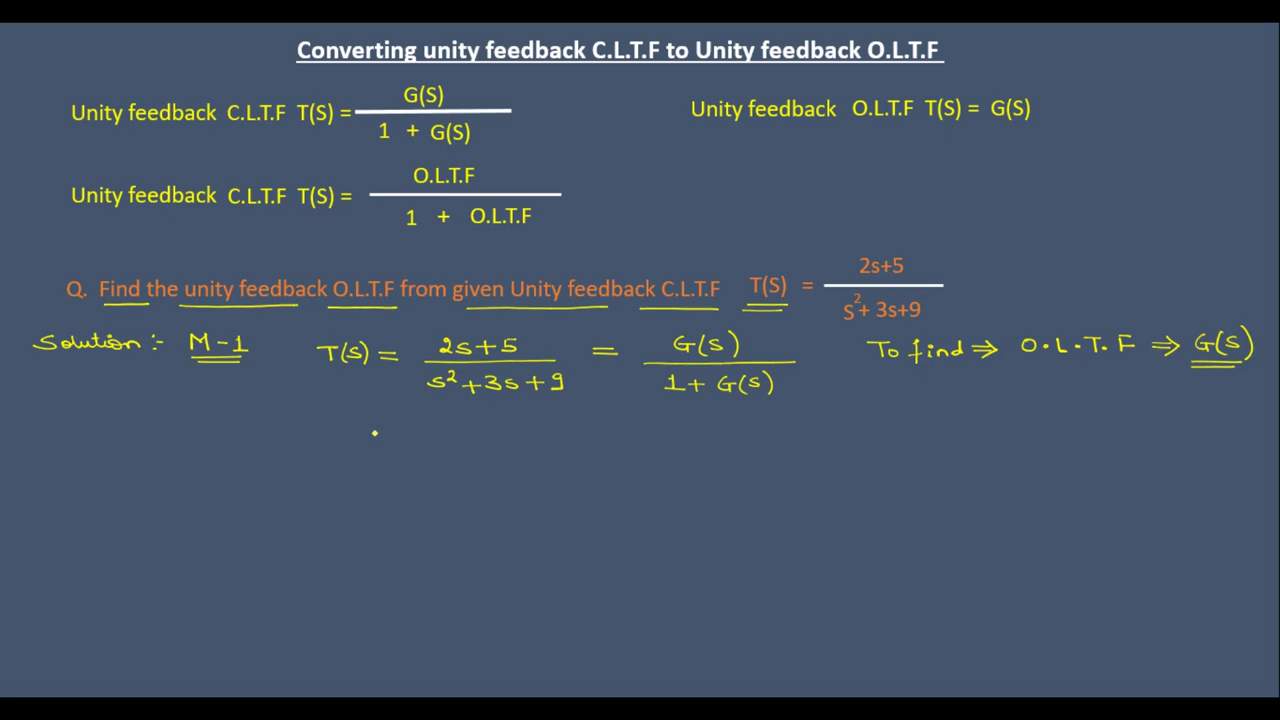 Converting unity feedback C.L.T.F to Unity feedback O.L.T.F
Unity feedback C.L.T.F T(S) = G(S) / 1 + G(S)
Unity feedback O.L.T.F T(S) = G(S)
Unity feedback C.L.T.F T(S) = O.L.T.F / 1 + O.L.T.F
Q. Find the unity feedback O.L.T.F from given Unity feedback C.L.T.F T(S) = 2s+5 / S²+ 3s+9
Solution :- M-1 T(s) = 2s+5 / s²+3s+9 = G(s) / 1+ G(s) To find ⇒ O.L.T.F ⇒ G(s)